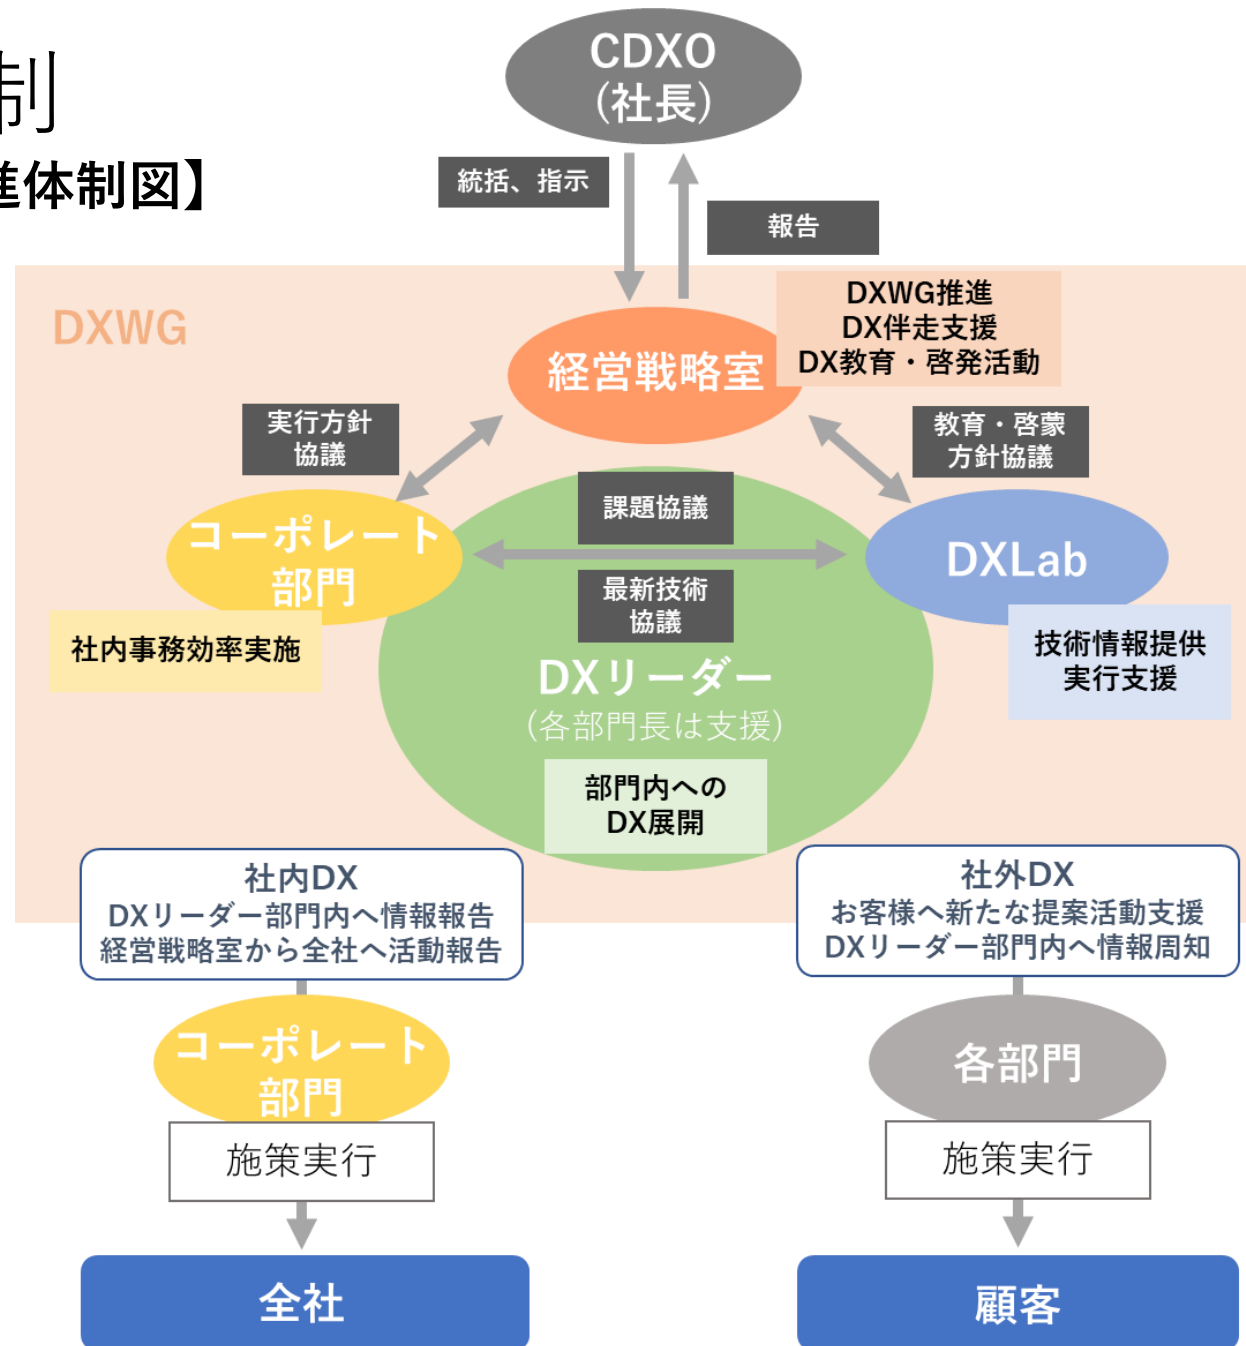 制
進体制図】
CDXO
(社長)
統括、指示
報告
DXWG
経営戦略室
DXWG推進
DX伴走支援
DX教育・啓発活動
実行方針
協議
教育・啓蒙
方針協議
コーポレート
部門
社内事務効率実施
課題協議
最新技術
協議
DXLab
技術情報提供
実行支援
DXリーダー
(各部門長は支援)
部門内への
DX展開
社内DX
DXリーダー部門内へ情報報告
経営戦略室から全社へ活動報告
社外DX
お客様へ新たな提案活動支援
DXリーダー部門内へ情報周知
コーポレート
部門
施策実行
全社
各部門
施策実行
顧客